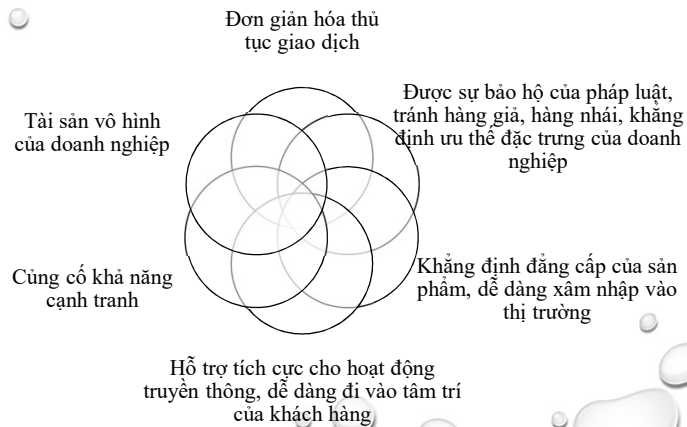 Đơn giản hóa thủ
tục giao dịch
Được sự bảo hộ của pháp luật,
tránh hàng giả, hàng nhái, khẳng
định ưu thế đặc trưng của doanh
nghiệp
Khẳng định đẳng cấp của sản
phẩm, dễ dàng xâm nhập vào
thị trường
Hỗ trợ tích cực cho hoạt động
truyền thông, dễ dàng đi vào tâm trí
của khách hàng
Củng cố khả năng
cạnh tranh
Tài sản vô hình
của doanh nghiệp